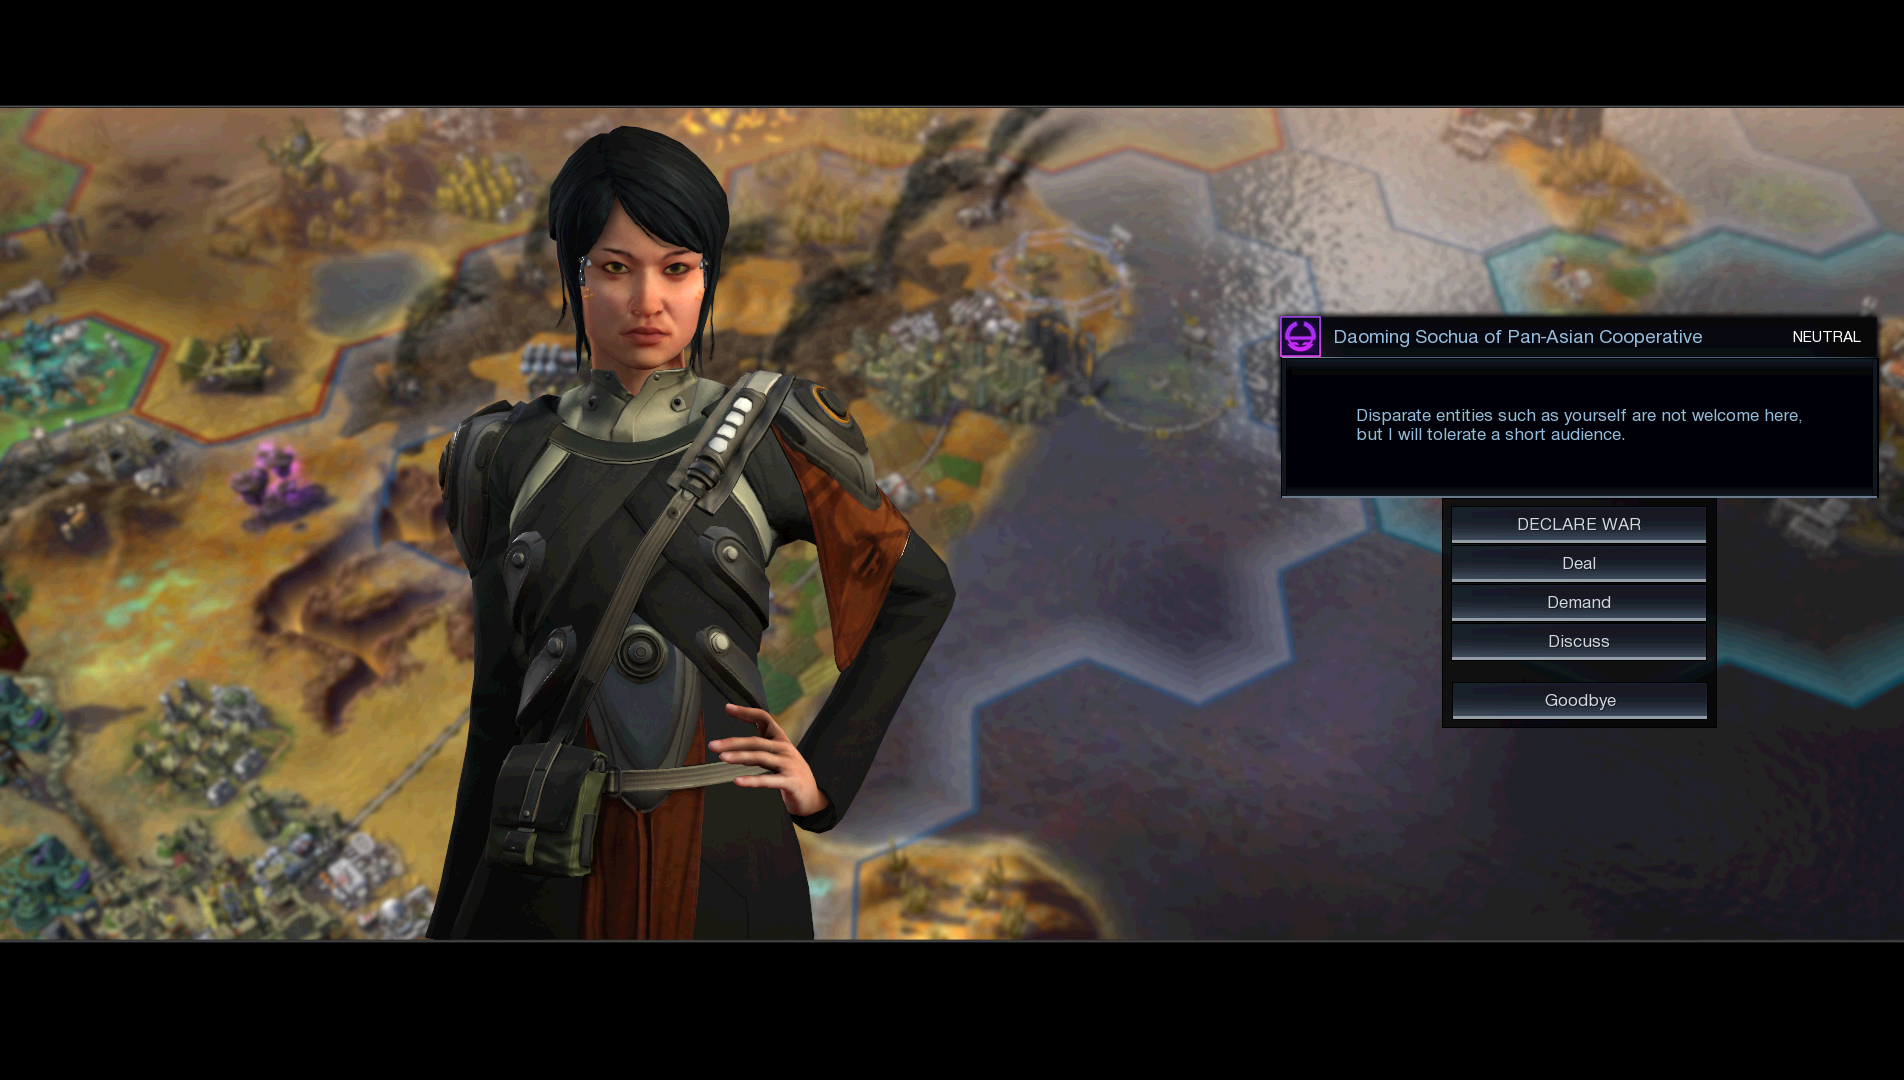 Daoming Sochua of Pan-Asian Cooperative NEUTRAL
Disparate entities such as yourself are not welcome here,
but I will tolerate a short audience.
DECLARE WAR
Deal
Demand
Discuss
Goodbye